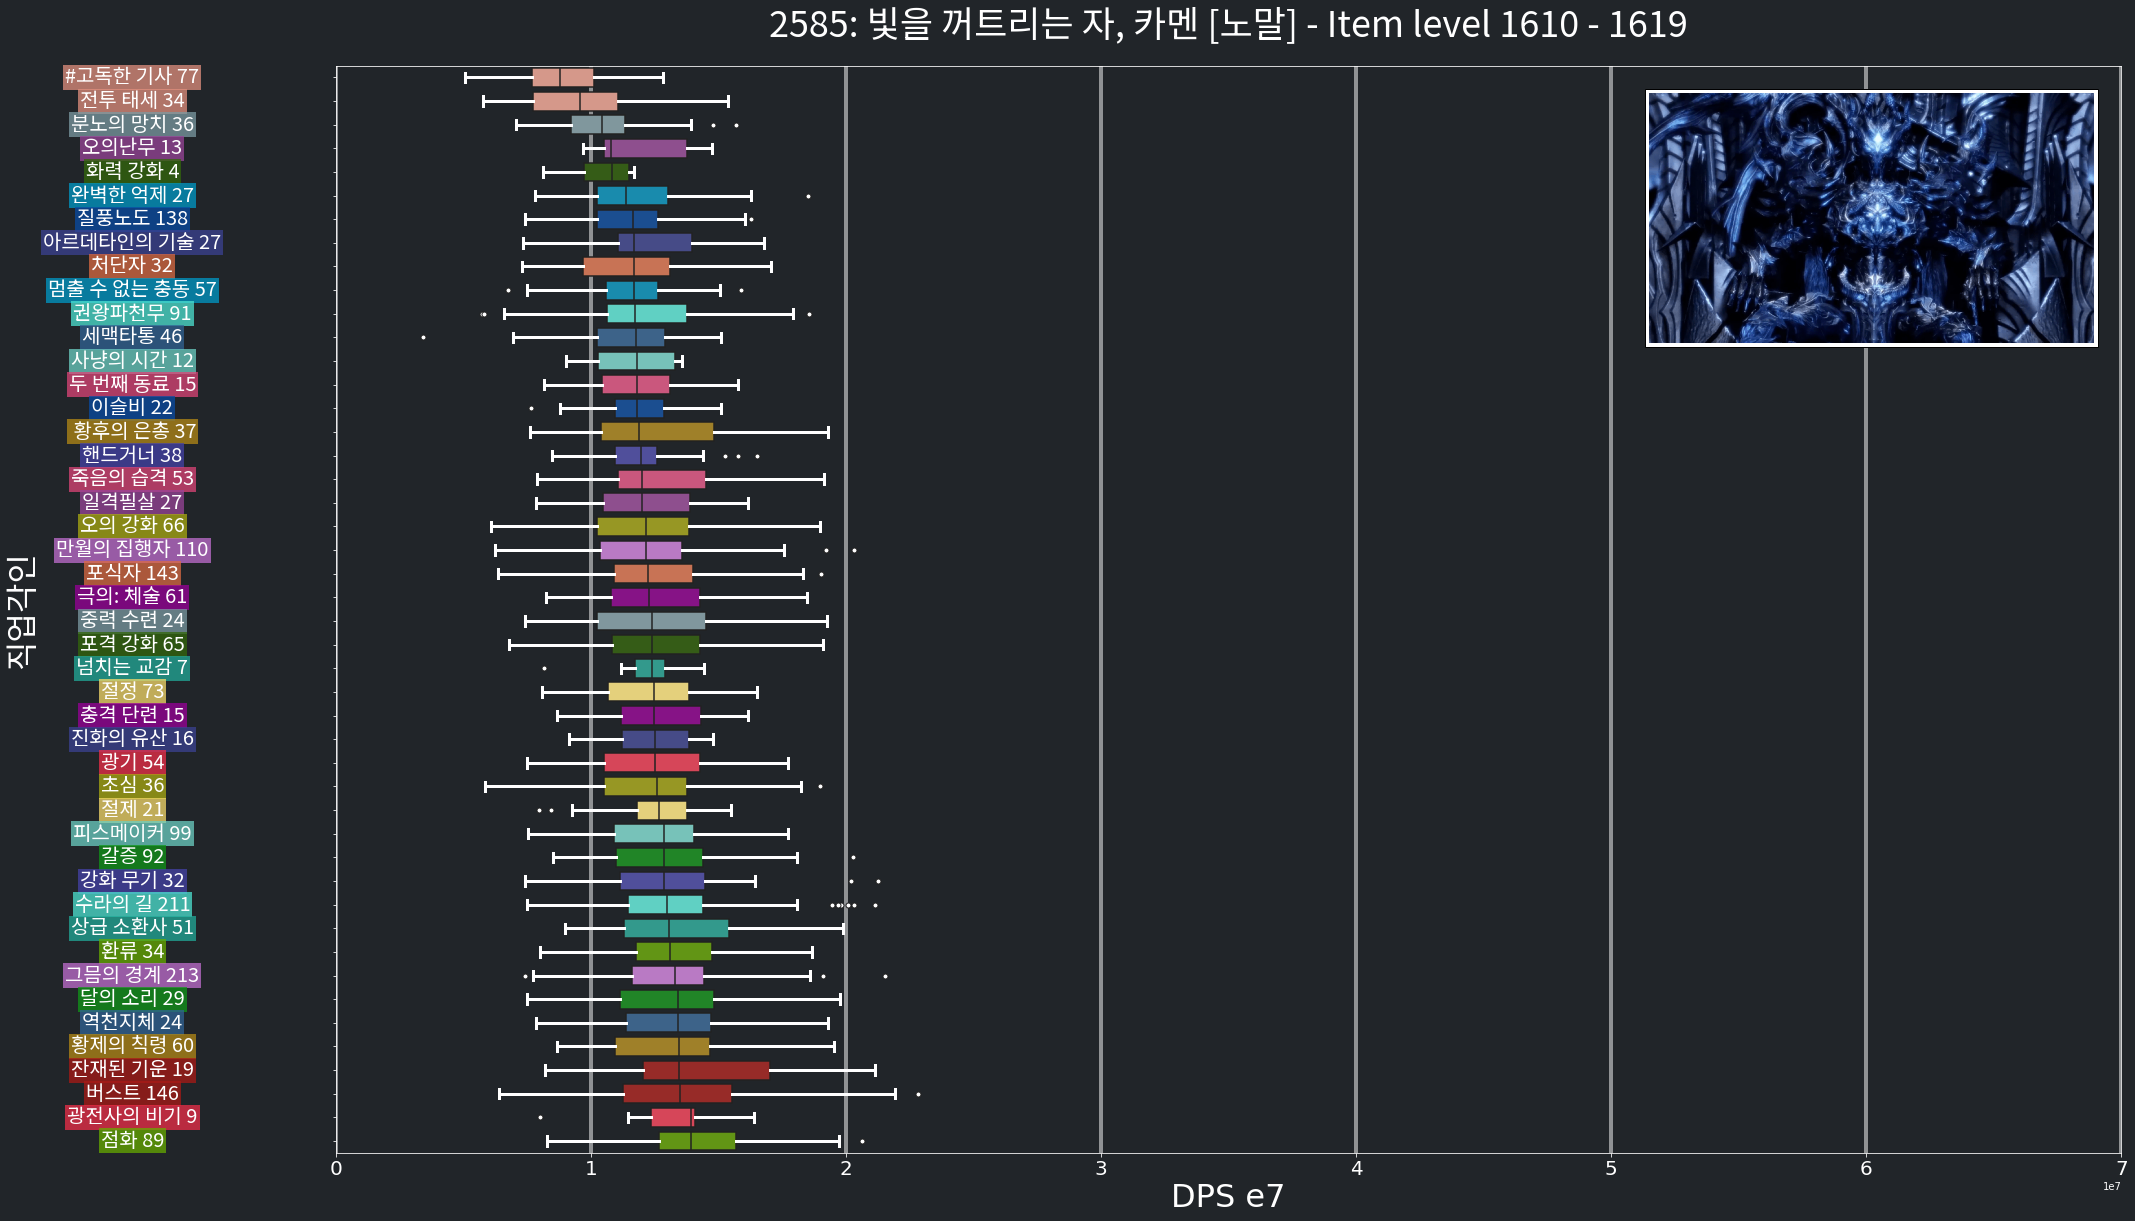 2585: 빛을 꺼트리는 자, 카멘 [노말] - Item level 1610 - 1619
#고독한 기사 77
전투 태세 34
분노의 망치 36
오의난무 13
화력 강화 4
완벽한 억제 27
질풍노도 138
아르데타인의 기술 27
처단자 32
멈출 수 없는 충동 57
권왕파천무 91
세맥타통 46
사냥의 시간 12
두 번째 동료 15
이슬비 22
황후의 은총 37
핸드거너 38
죽음의 습격 53
일격필살 27
오의 강화 66
만월의 집행자 110
포식자 143
극의: 체술 61
중력 수련 24
포격 강화 65
넘치는 교감 7
절정 73
충격 단련 15
진화의 유산 16
광기 54
초심 36
절제 21
피스메이커 99
갈증 92
강화 무기 32
수라의 길 211
상급 소환사 51
환류 34
그믐의 경계 213
달의 소리 29
역천지체 24
황제의 칙령 60
잔재된 기운 19
버스트 146
광전사의 비기 9
점화 89
직업각인
0 1 2 3 4 5 6 7
1e7
DPS e7